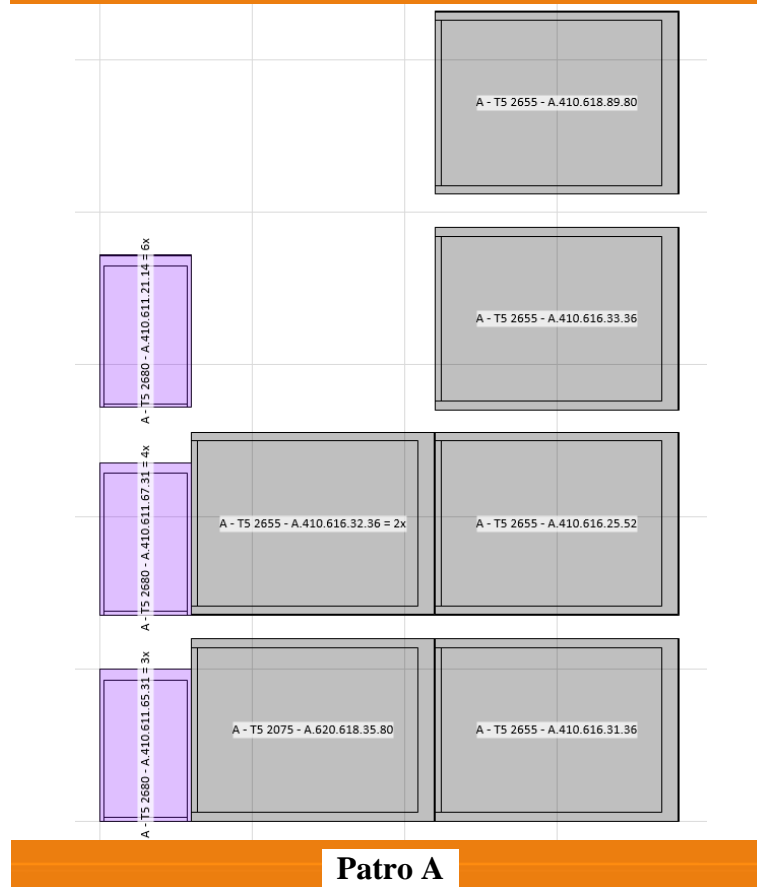 A - T5 2655 - A.410.618.89.80
A - T5 2680 - A.410.611.21.14 = 6x
A - T5 2655 - A.410.616.33.36
A - T5 2680 - A.410.611.67.31 = 4x
A - T5 2655 - A.410.616.32.36 = 2x
A - T5 2655 - A.410.616.25.52
A - T5 2680 - A.410.611.65.31 = 3x
A - T5 2075 - A.620.618.35.80
A - T5 2655 - A.410.616.31.36
Patro A